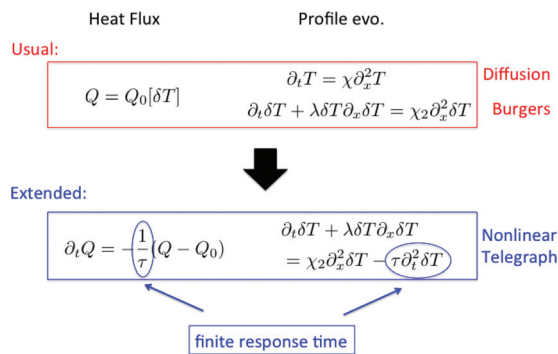 Heat Flux Profile evo.
Usual:
Q = Q₀[δT] ∂ₜT = χ∂ₓ²T Diffusion
∂ₜδT + λδT∂ₓδT = χ₂∂ₓ²δT Burgers
Extended:
∂ₜQ = −1/τ(Q − Q₀) ∂ₜδT + λδT∂ₓδT Nonlinear
= χ₂∂ₓ²δT − τ∂ₜ²δT Telegraph
finite response time